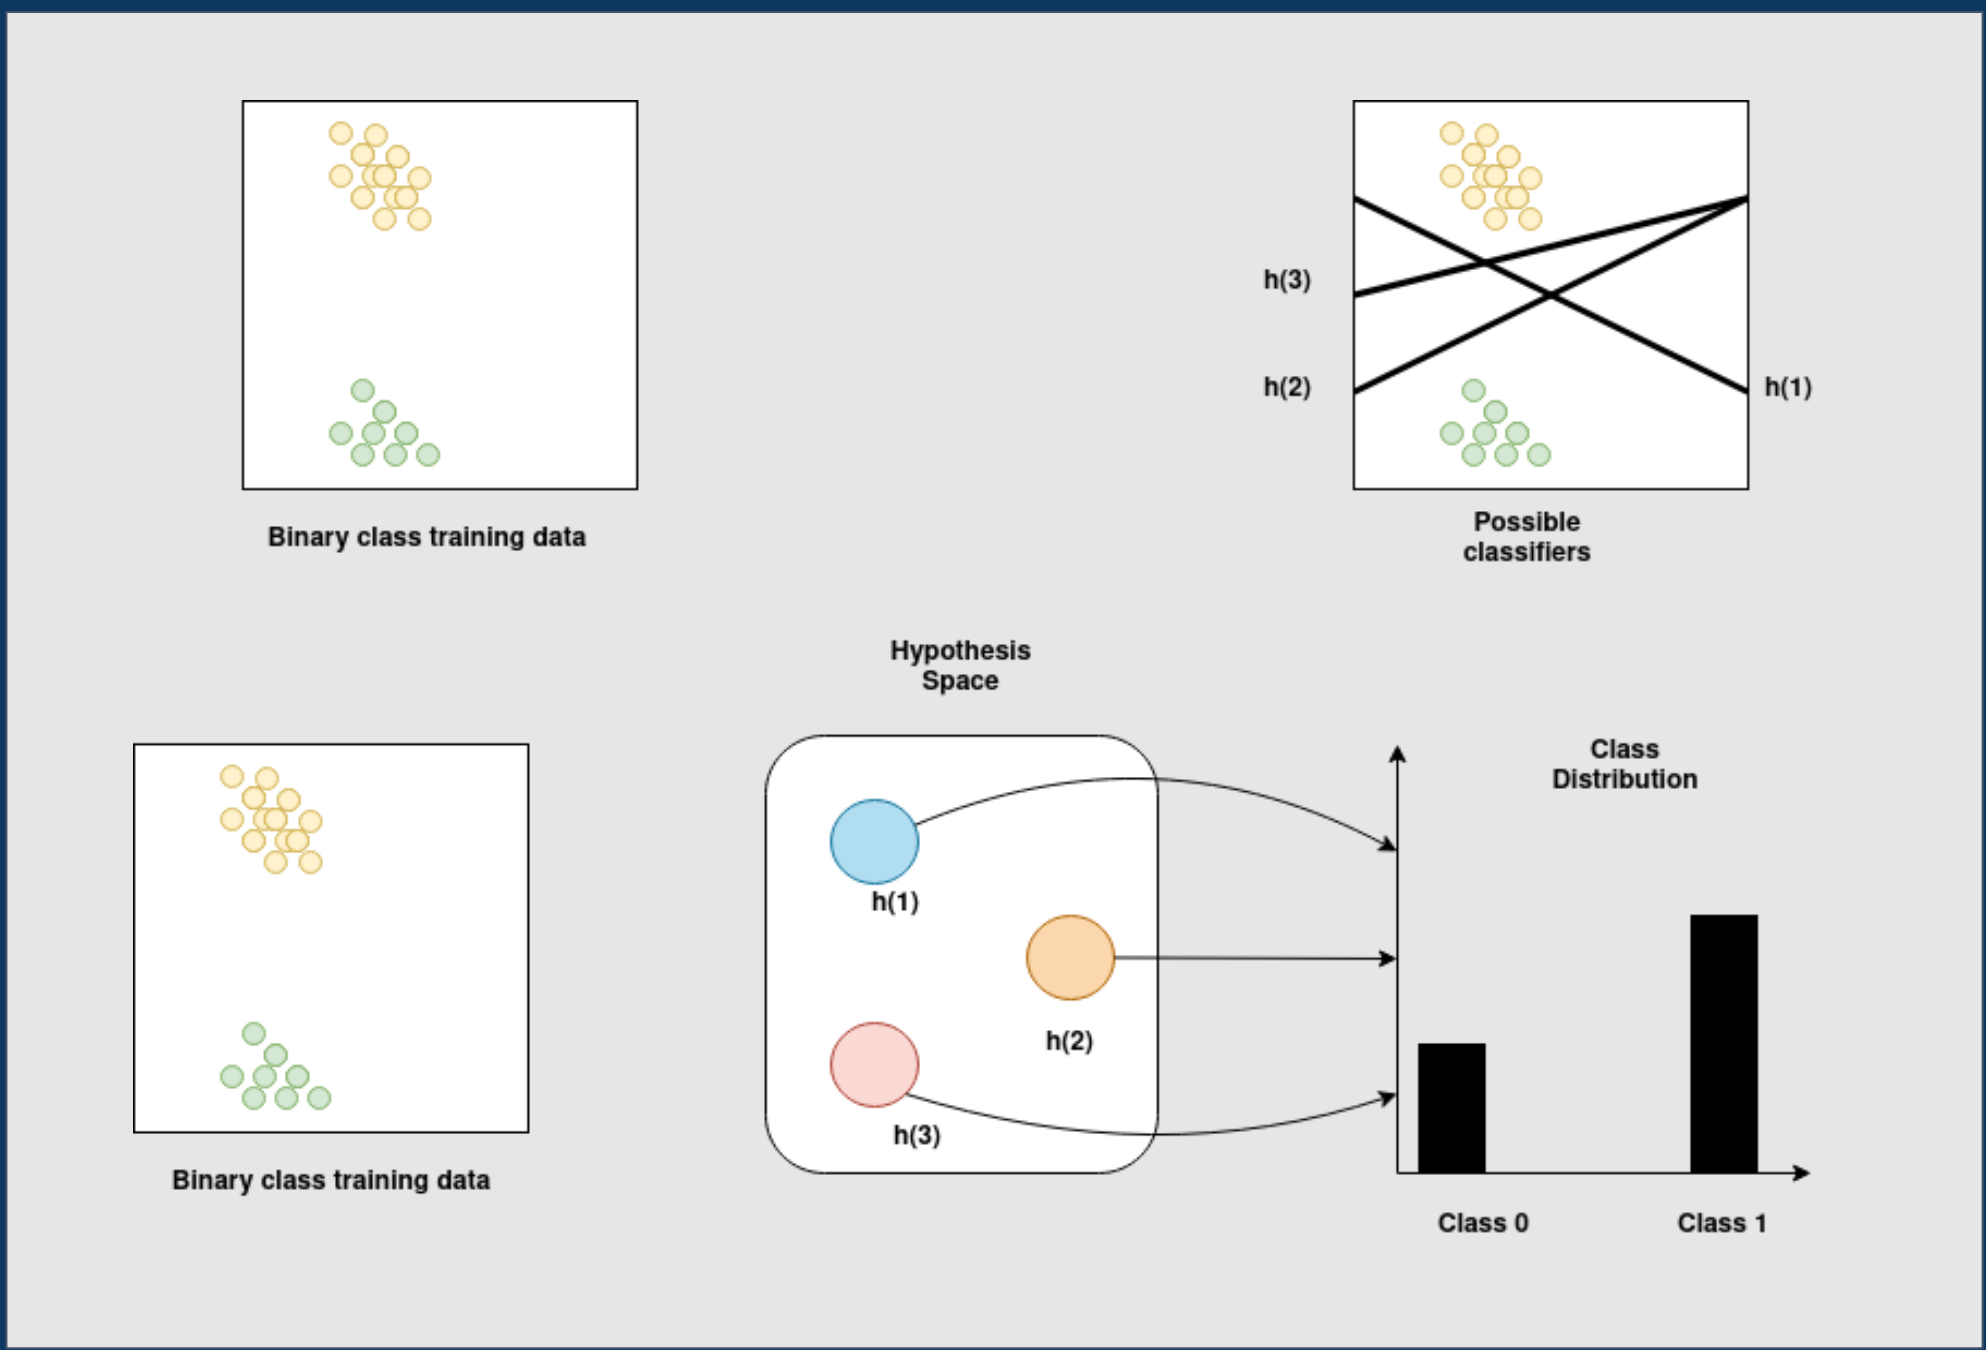 h(3)
h(2)
h(1)
Binary class training data
Possible
classifiers
Hypothesis
Space
Class
Distribution
h(1)
h(2)
h(3)
Binary class training data
Class 0
Class 1